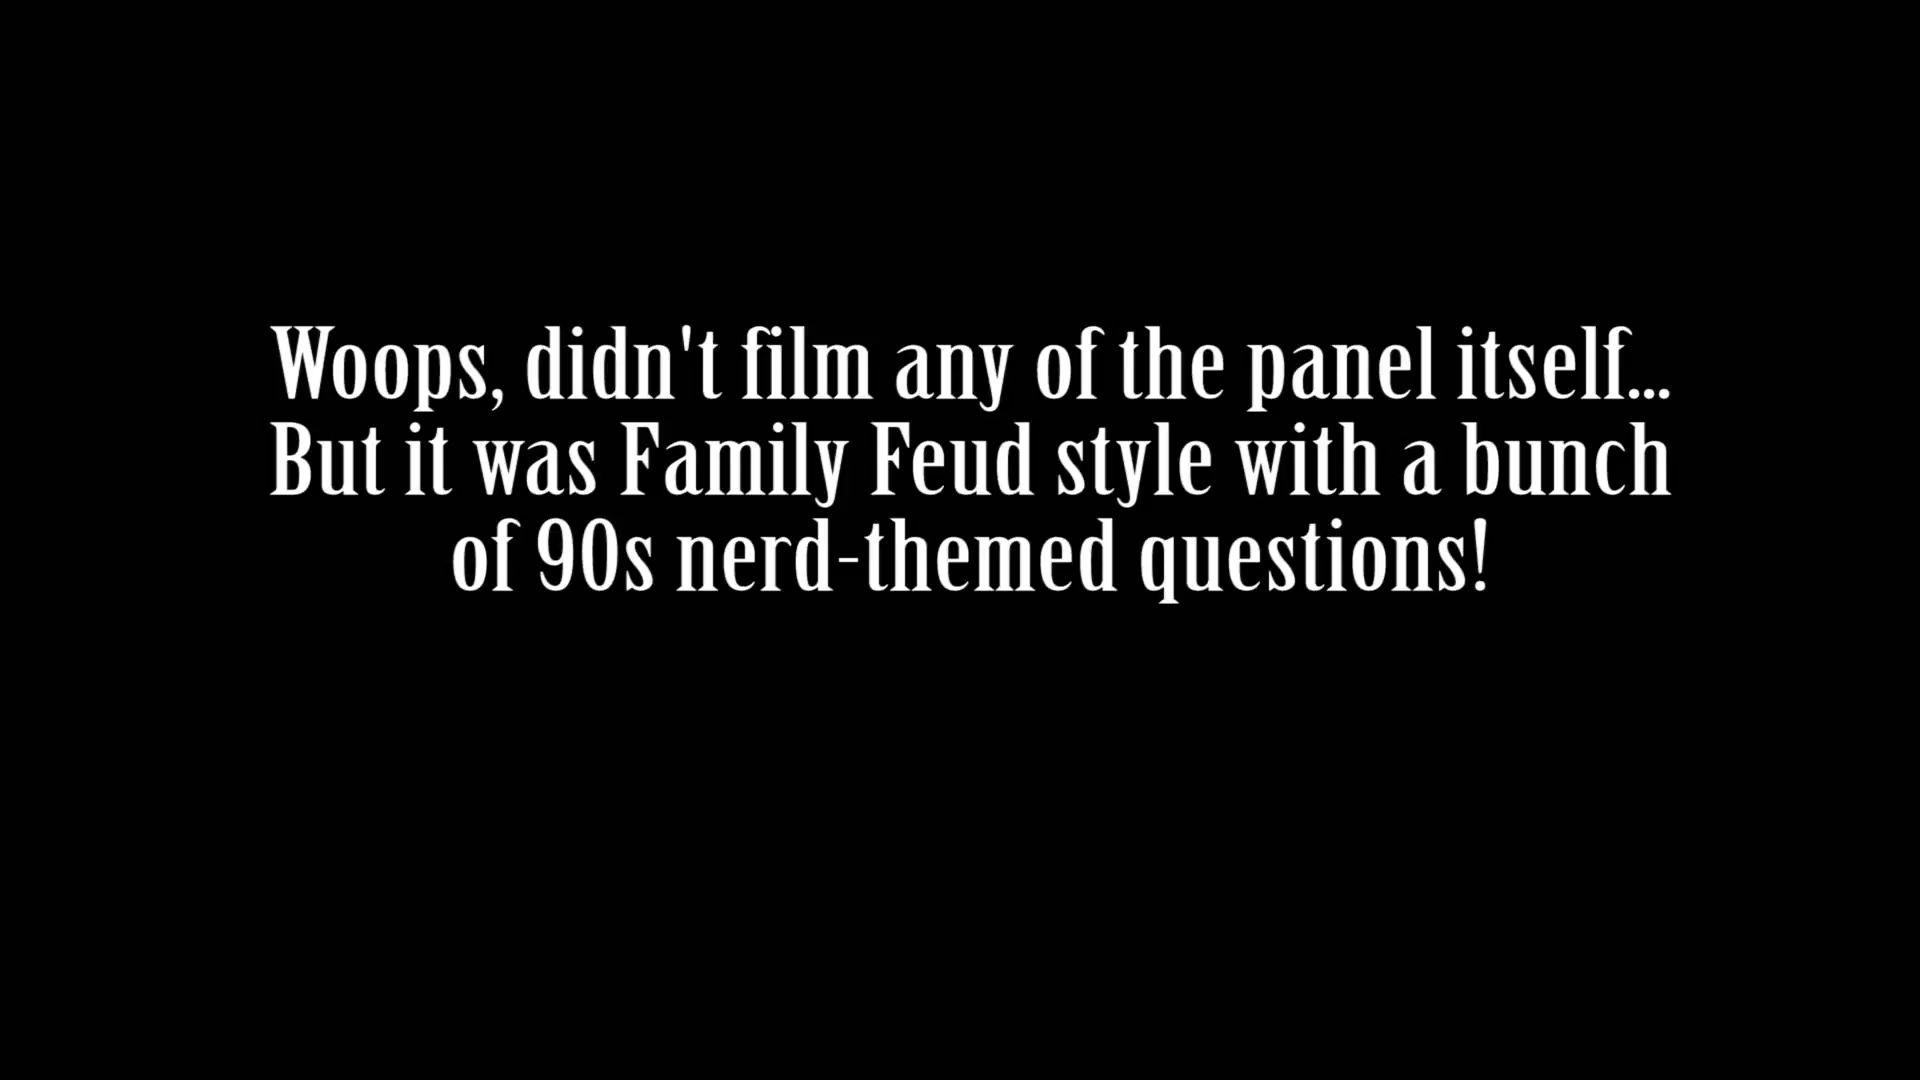 Woops, didn't film any of the panel itself...
But it was Family Feud style with a bunch
of 90s nerd-themed questions!